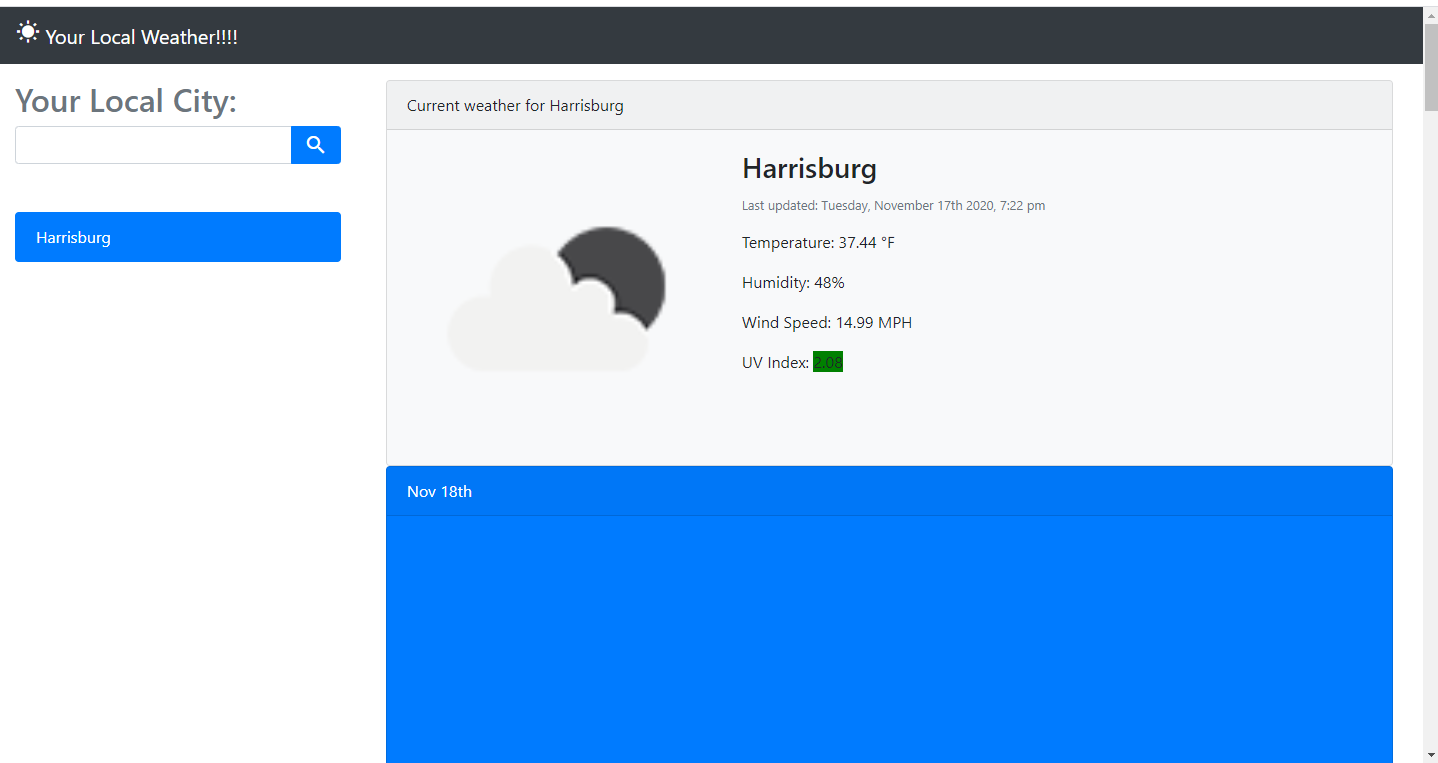 Your Local Weather!!!!
Your Local City:
Harrisburg
Current weather for Harrisburg
Harrisburg
Last updated: Tuesday, November 17th 2020, 7:22 pm
Temperature: 37.44 °F
Humidity: 48%
Wind Speed: 14.99 MPH
UV Index: 2.08
Nov 18th